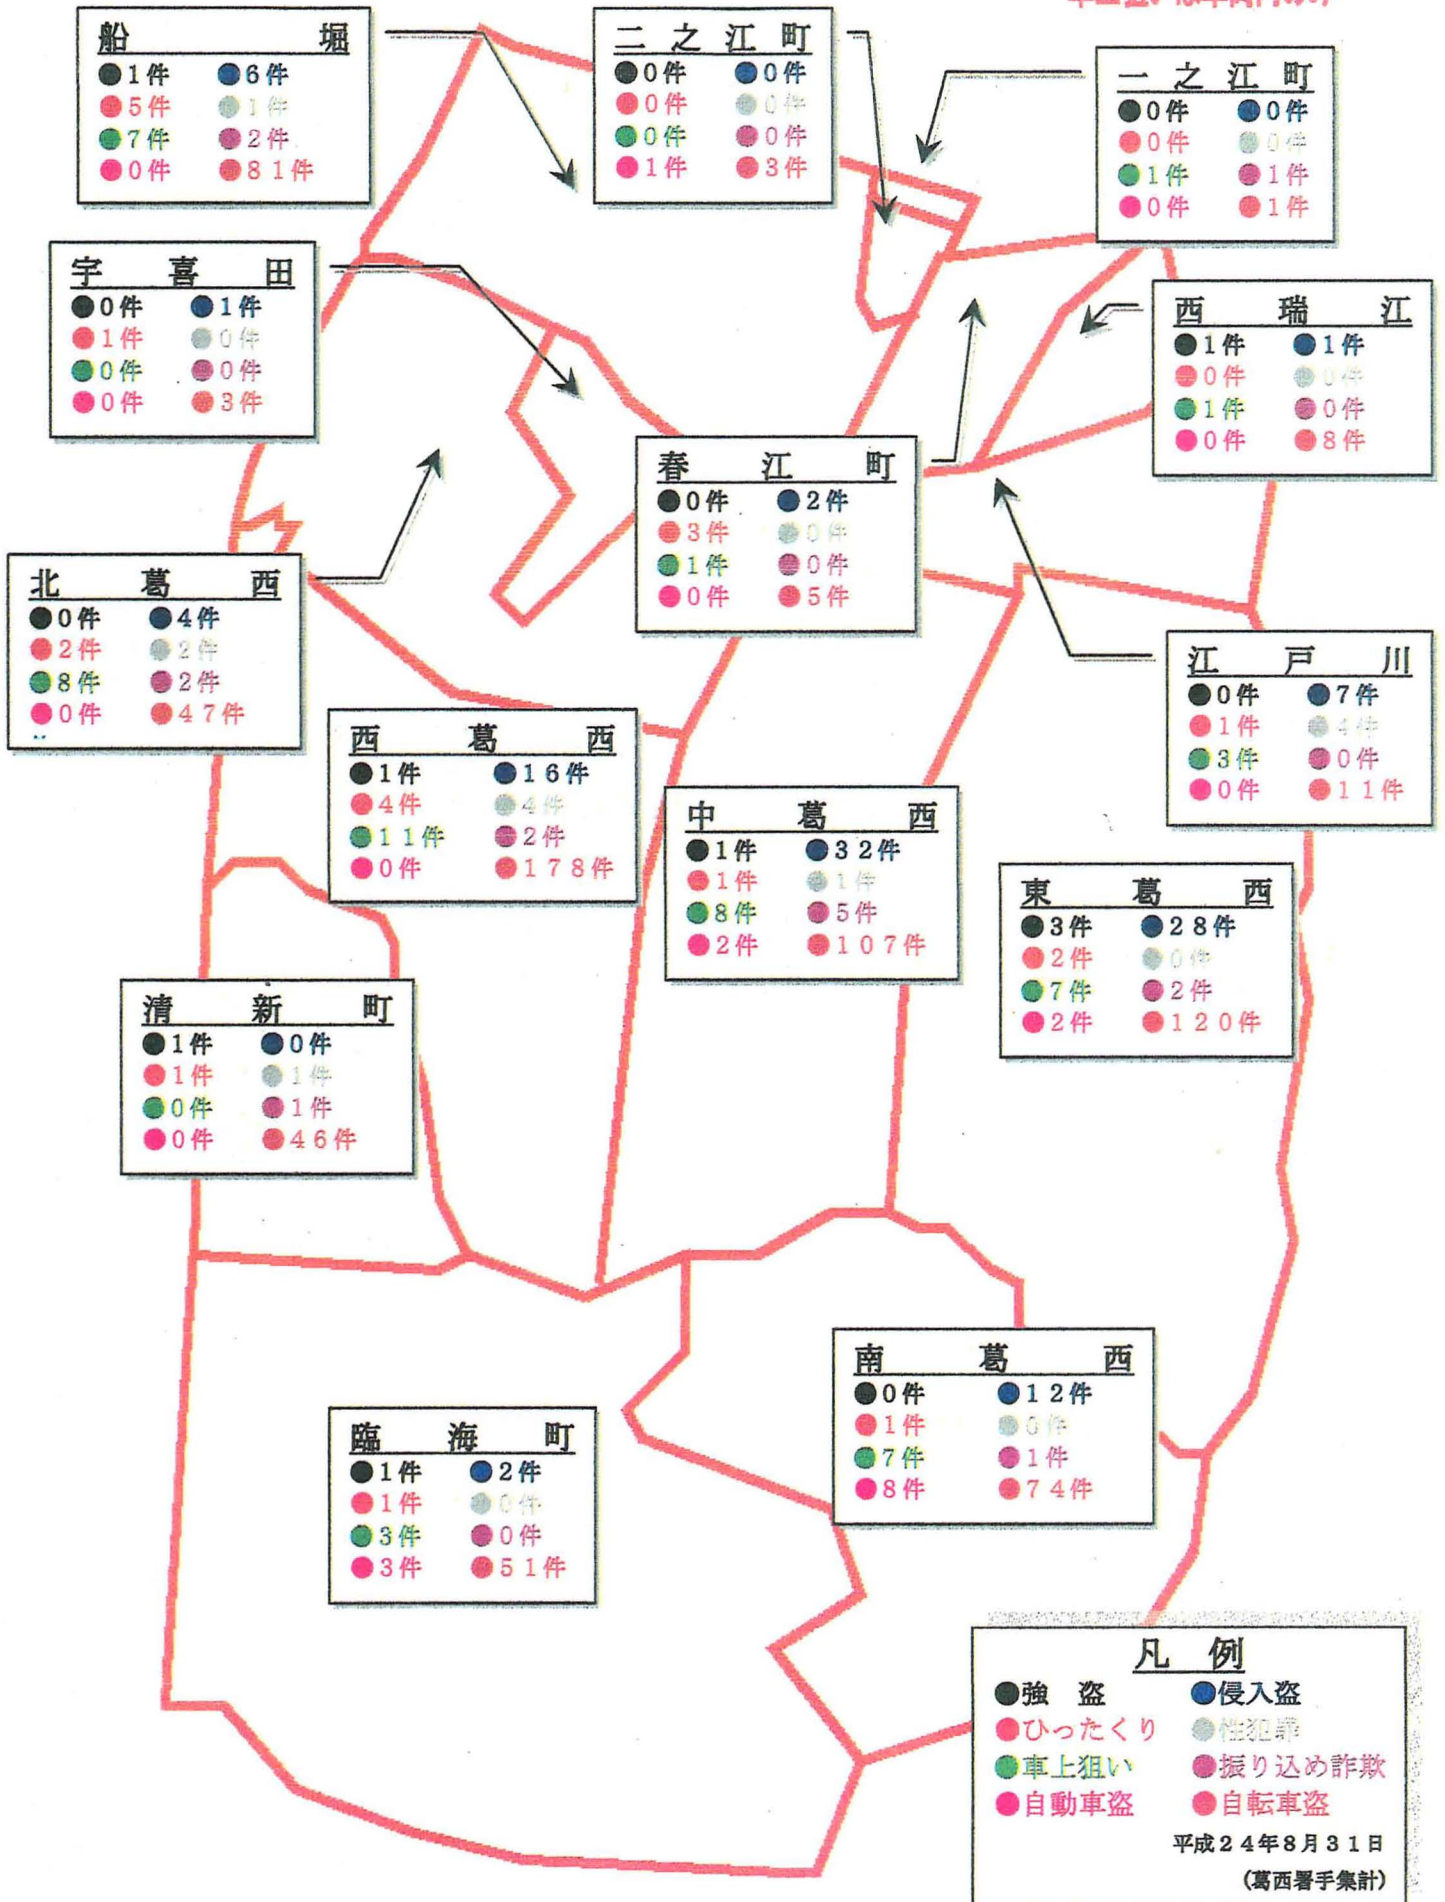 船堀
●1件 ●6件
●5件 ●1件
●7件 ●2件
●0件 ●81件
二之江町
●0件 ●0件
●0件 ●0件
●0件 ●0件
●1件 ●3件
一之江町
●0件 ●0件
●0件 ●0件
●1件 ●1件
●0件 ●1件
宇喜田
●0件 ●1件
●1件 ●0件
●0件 ●0件
●0件 ●3件
西瑞江
●1件 ●1件
●0件 ●0件
●1件 ●0件
●0件 ●8件
春江町
●0件 ●2件
●3件 ●0件
●1件 ●0件
●0件 ●5件
北葛西
●0件 ●4件
●2件 ●2件
●8件 ●2件
●0件 ●47件
江戸川
●0件 ●7件
●1件 ●4件
●3件 ●0件
●0件 ●11件
西葛西
●1件 ●16件
●4件 ●4件
●11件 ●2件
●0件 ●178件
中葛西
●1件 ●32件
●1件 ●1件
●8件 ●5件
●2件 ●107件
東葛西
●3件 ●28件
●2件 ●0件
●7件 ●2件
●2件 ●120件
清新町
●1件 ●0件
●1件 ●1件
●0件 ●1件
●0件 ●46件
南葛西
●0件 ●12件
●1件 ●0件
●7件 ●1件
●8件 ●74件
臨海町
●1件 ●2件
●1件 ●0件
●3件 ●0件
●3件 ●51件
凡例
●強盗 ●侵入盗
●ひったくり ●性犯罪
●車上狙い ●振り込め詐欺
●自動車盗 ●自転車盗
平成24年8月31日
(葛西署手集計)